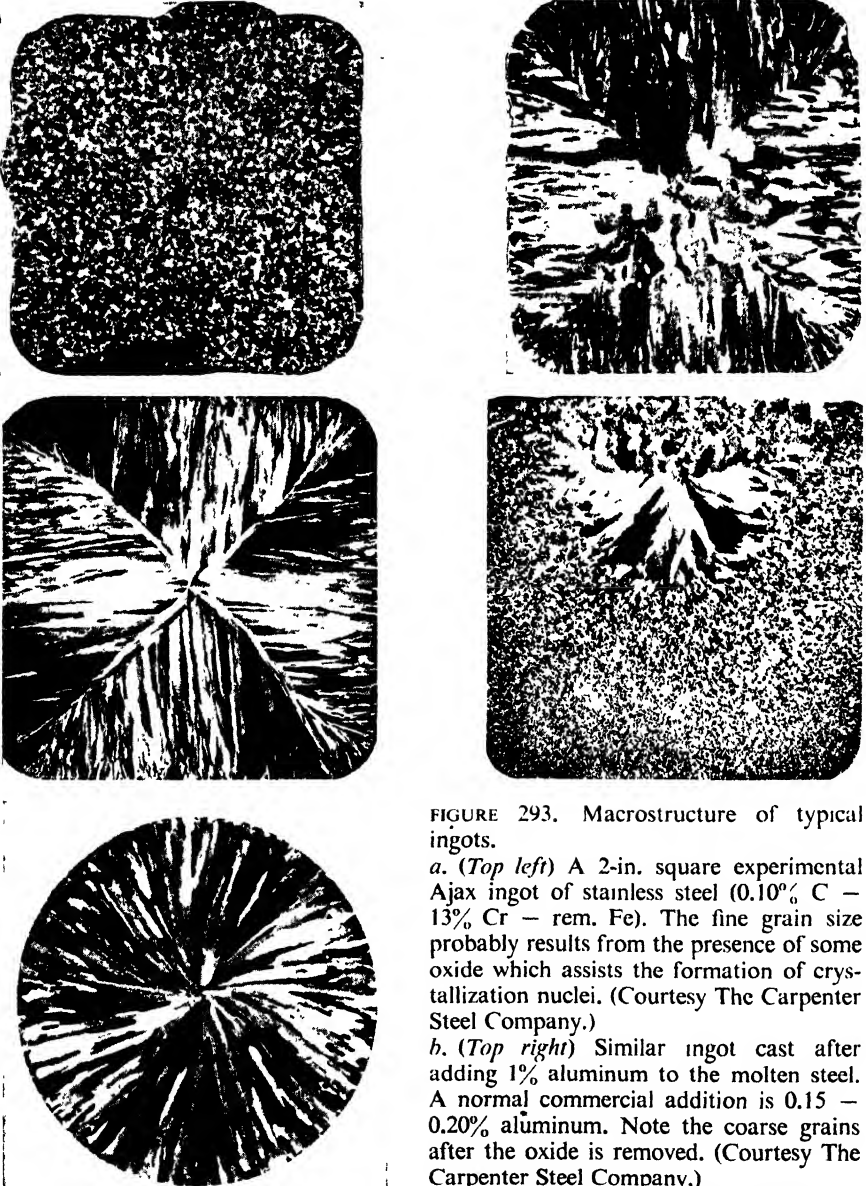 FIGURE 293. Macrostructure of typical
ingots.
a. (Top left) A 2-in. square experimental
Ajax ingot of stainless steel (0.10% C —
13% Cr — rem. Fe). The fine grain size
probably results from the presence of some
oxide which assists the formation of crys-
tallization nuclei. (Courtesy The Carpenter
Steel Company.)
b. (Top right) Similar ingot cast after
adding 1% aluminum to the molten steel.
A normal commercial addition is 0.15 —
0.20% aluminum. Note the coarse grains
after the oxide is removed. (Courtesy The
Carpenter Steel Company.)